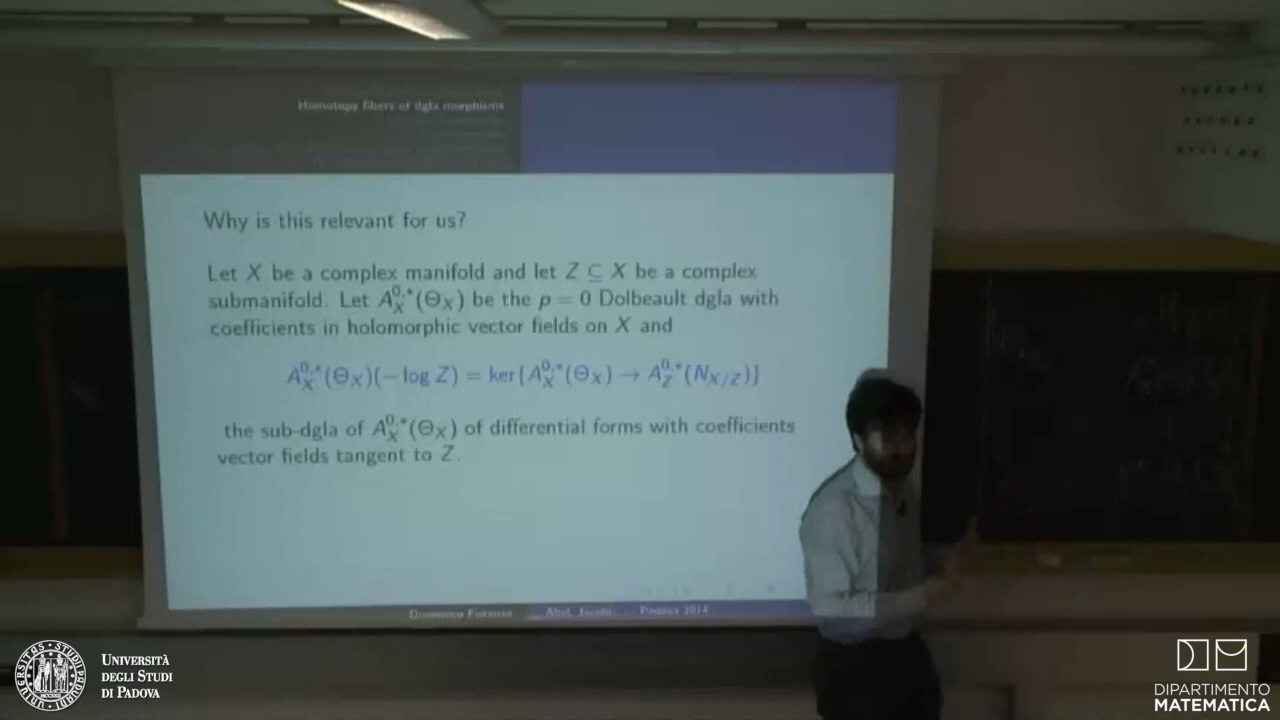 Homotopy fibers of dgla morphisms
Why is this relevant for us?
Let X be a complex manifold and let Z ⊆ X be a complex
submanifold. Let A_X^{0,*}(Θ_X) be the p = 0 Dolbeault dgla with
coefficients in holomorphic vector fields on X and
A_X^{0,*}(Θ_X)(− log Z) = ker{A_X^{0,*}(Θ_X) → A_Z^{0,*}(N_{X/Z})}
the sub-dgla of A_X^{0,*}(Θ_X) of differential forms with coefficients
vector fields tangent to Z.
Domenico Fiorenza
Abel, Jacobi, Padova 2014
UNIVERSITÀ
DEGLI STUDI
DI PADOVA
DIPARTIMENTO
MATEMATICA